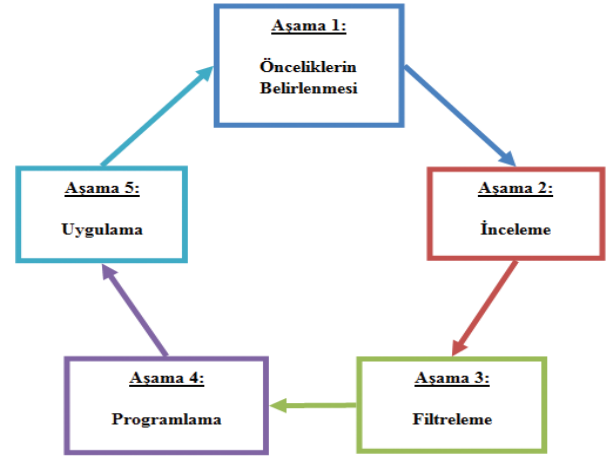 Aşama 1:
Önceliklerin
Belirlenmesi
Aşama 2:
İnceleme
Aşama 3:
Filtreleme
Aşama 4:
Programlama
Aşama 5:
Uygulama